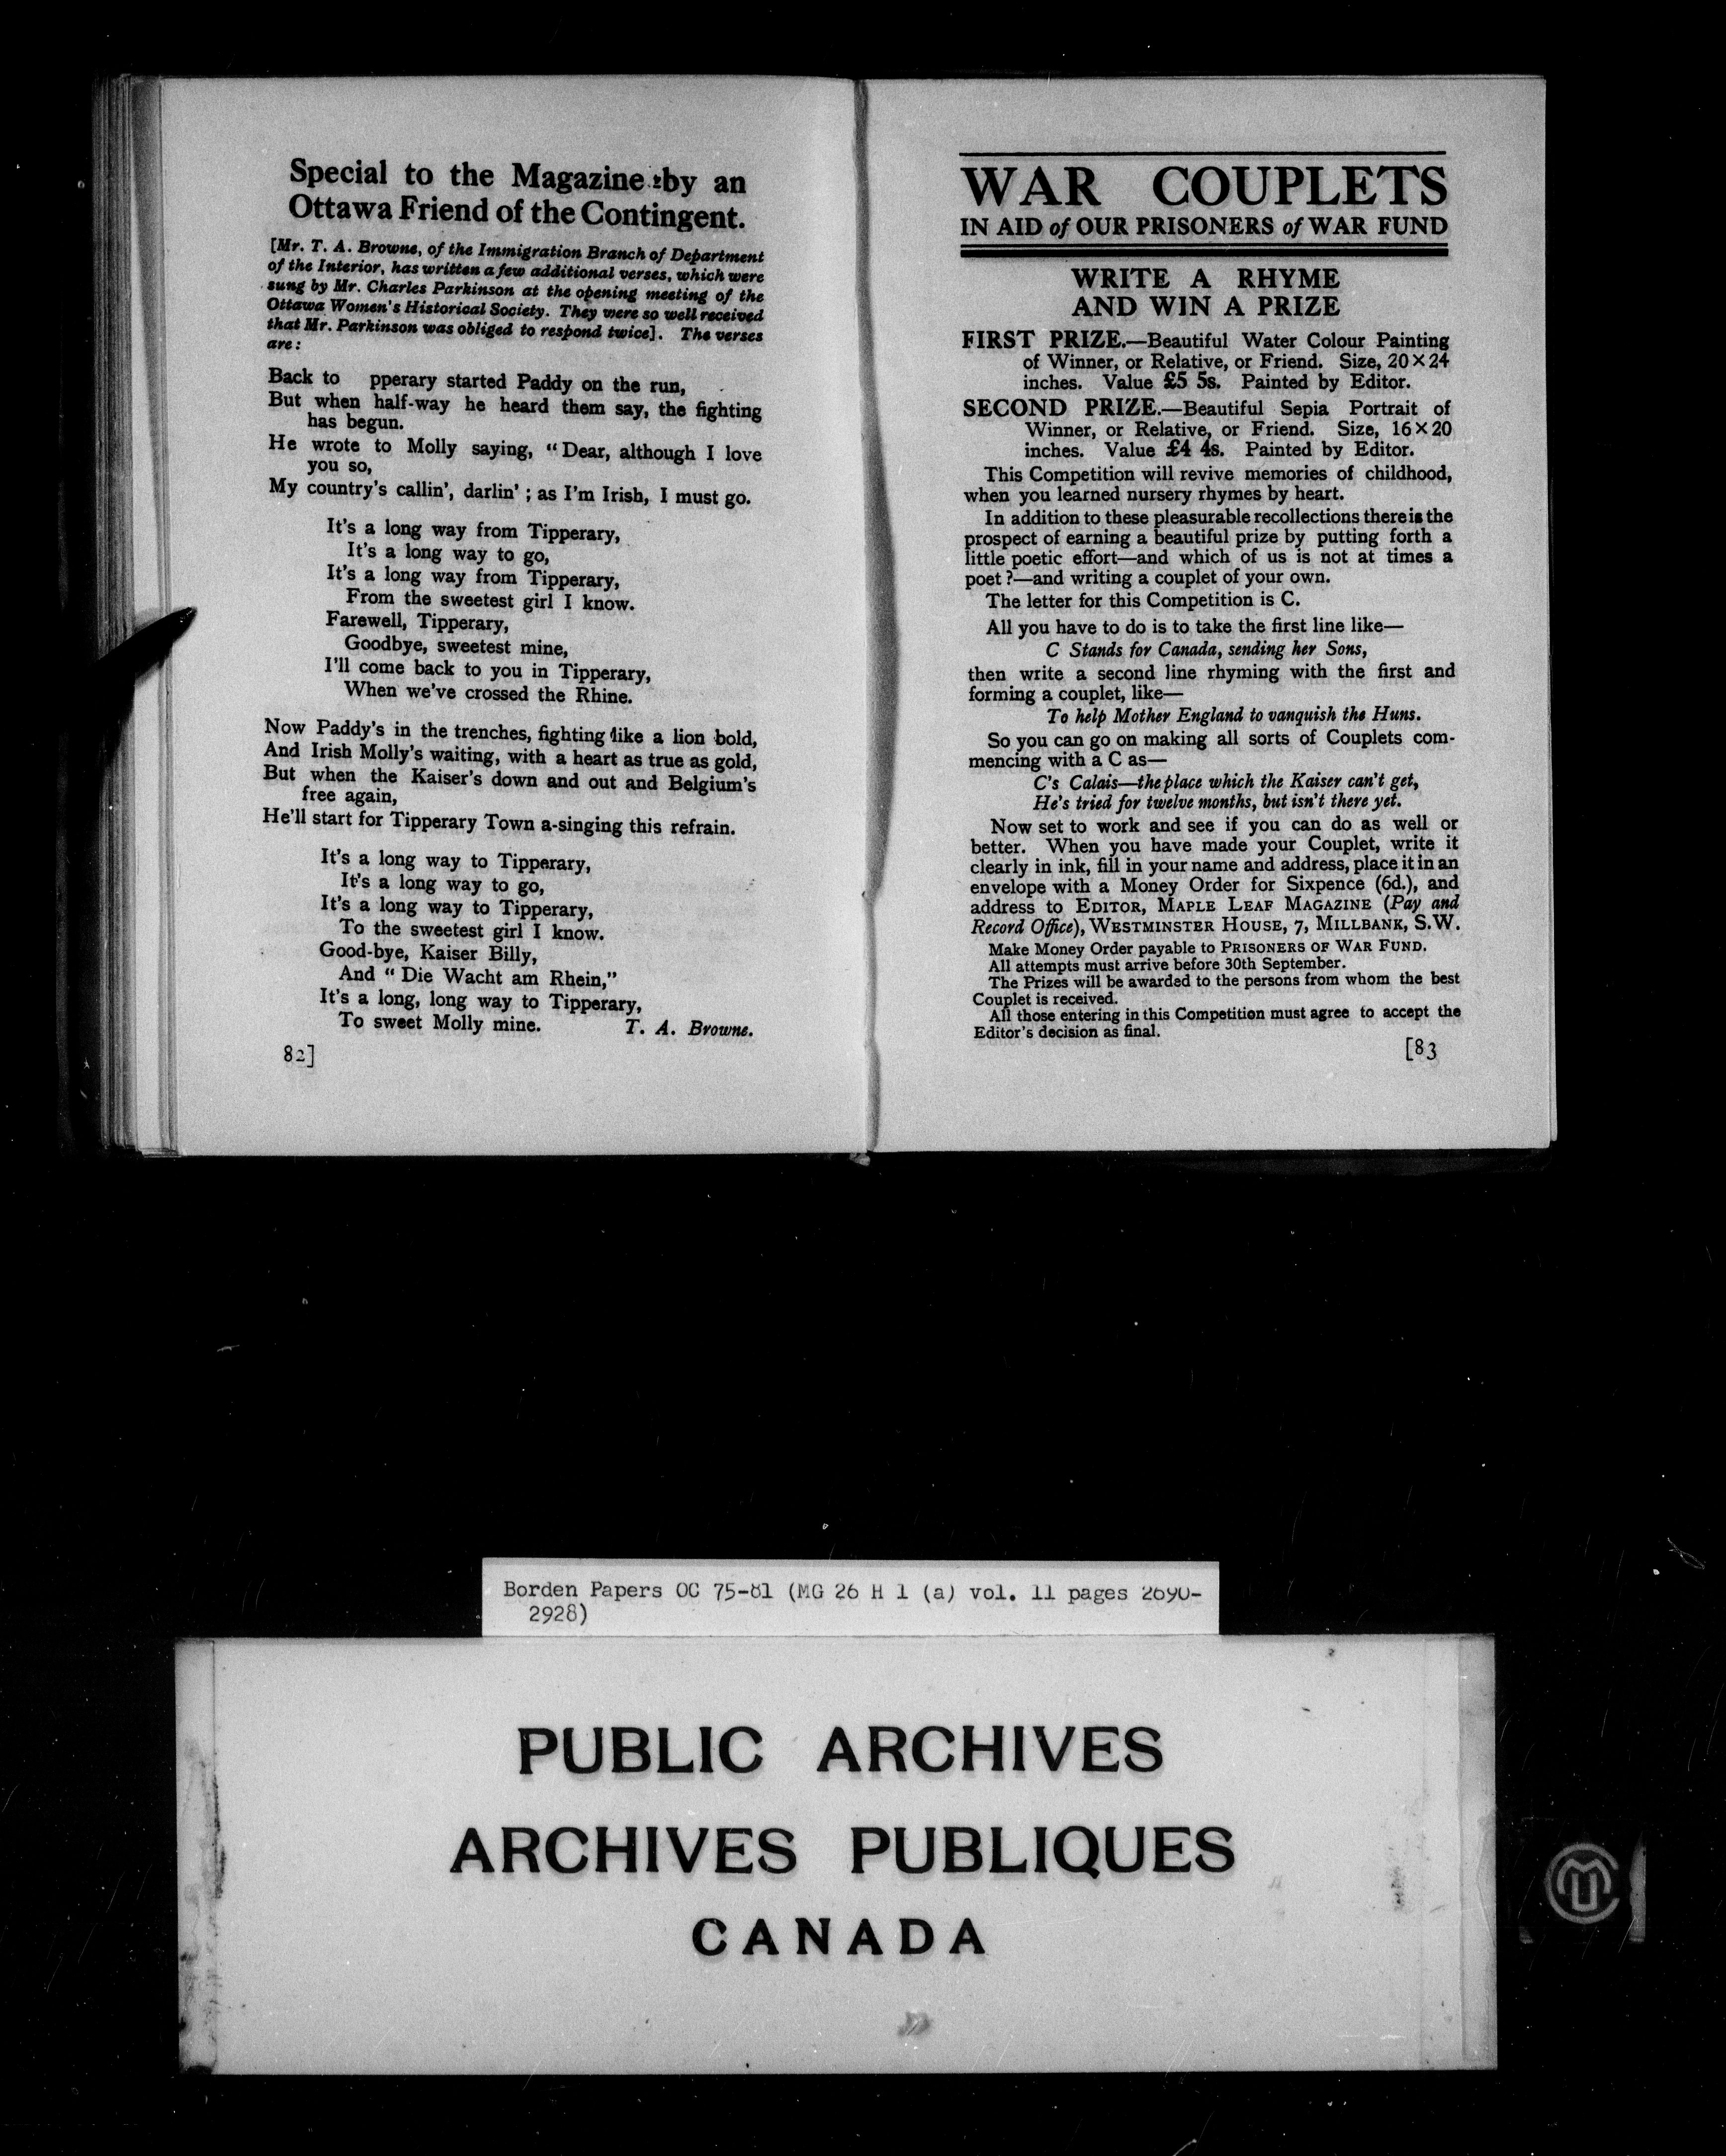 Special to the Magazine by an
Ottawa Friend of the Contingent.
[Mr. T. A. Browne, of the Immigration Branch of Department
of the Interior, has written a few additional verses, which were
sung by Mr. Charles Parkinson at the opening meeting of the
Ottawa Women's Historical Society. They were so well received
that Mr. Parkinson was obliged to respond twice]. The verses
are:
Back to pperary started Paddy on the run,
But when half-way he heard them say, the fighting
has begun.
He wrote to Molly saying, "Dear, although I love
you so,
My country's callin', darlin'; as I'm Irish, I must go.
It's a long way from Tipperary,
It's a long way to go,
It's a long way from Tipperary,
From the sweetest girl I know.
Farewell, Tipperary,
Goodbye, sweetest mine,
I'll come back to you in Tipperary,
When we've crossed the Rhine.
Now Paddy's in the trenches, fighting like a lion bold,
And Irish Molly's waiting, with a heart as true as gold,
But when the Kaiser's down and out and Belgium's
free again,
He'll start for Tipperary Town a-singing this refrain.
It's a long way to Tipperary,
It's a long way to go,
It's a long way to Tipperary,
To the sweetest girl I know.
Good-bye, Kaiser Billy,
And "Die Wacht am Rhein,"
It's a long, long way to Tipperary,
To sweet Molly mine. T. A. Browne.
82]
WAR COUPLETS
IN AID of OUR PRISONERS of WAR FUND
WRITE A RHYME
AND WIN A PRIZE
FIRST PRIZE.—Beautiful Water Colour Painting
of Winner, or Relative, or Friend. Size, 20×24
inches. Value £5 5s. Painted by Editor.
SECOND PRIZE.—Beautiful Sepia Portrait of
Winner, or Relative, or Friend. Size, 16×20
inches. Value £4 4s. Painted by Editor.
This Competition will revive memories of childhood,
when you learned nursery rhymes by heart.
In addition to these pleasurable recollections there is the
prospect of earning a beautiful prize by putting forth a
little poetic effort—and which of us is not at times a
poet?—and writing a couplet of your own.
The letter for this Competition is C.
All you have to do is to take the first line like—
C Stands for Canada, sending her Sons,
then write a second line rhyming with the first and
forming a couplet, like—
To help Mother England to vanquish the Huns.
So you can go on making all sorts of Couplets com-
mencing with a C as—
C's Calais—the place which the Kaiser can't get,
He's tried for twelve months, but isn't there yet.
Now set to work and see if you can do as well or
better. When you have made your Couplet, write it
clearly in ink, fill in your name and address, place it in an
envelope with a Money Order for Sixpence (6d.), and
address to EDITOR, MAPLE LEAF MAGAZINE (Pay and
Record Office), WESTMINSTER HOUSE, 7, MILLBANK, S.W.
Make Money Order payable to PRISONERS OF WAR FUND.
All attempts must arrive before 30th September.
The Prizes will be awarded to the persons from whom the best
Couplet is received.
All those entering in this Competition must agree to accept the
Editor's decision as final.
[83
Borden Papers OC 75-81 (MG 26 H 1 (a) vol. 11 pages 2690-
2928)
PUBLIC ARCHIVES
ARCHIVES PUBLIQUES
CANADA